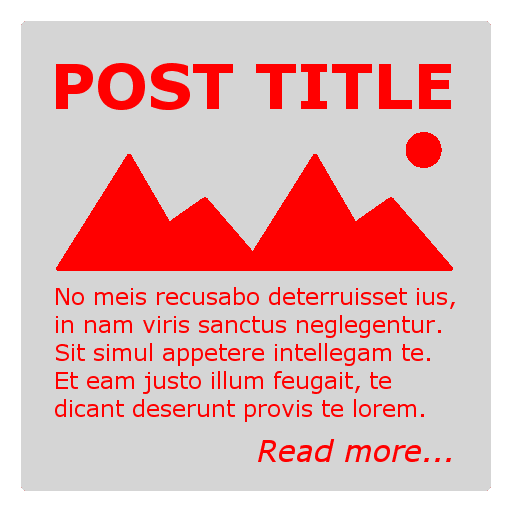 POST TITLE
No meis recusabo deterruisset ius,
in nam viris sanctus neglegentur.
Sit simul appetere intellegam te.
Et eam justo illum feugait, te
dicant deserunt provis te lorem.
Read more...